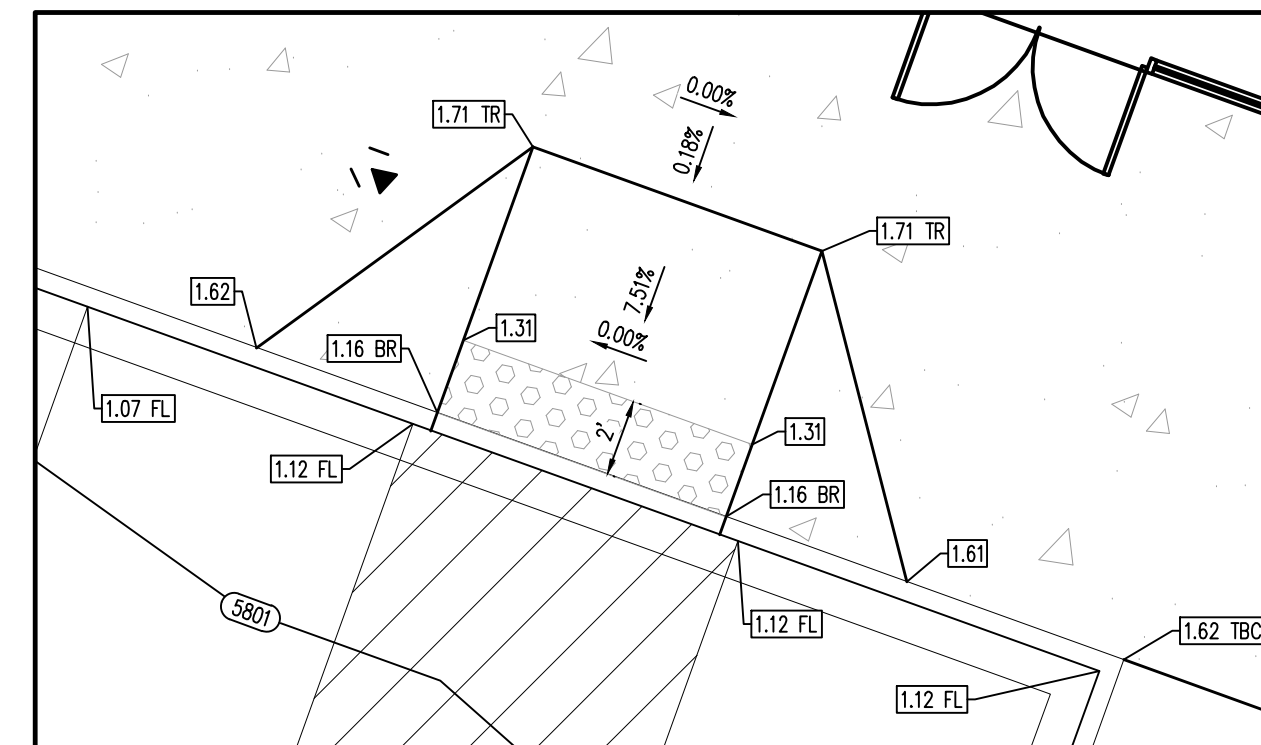 0.00%
1.71 TR
0.18%
1.71 TR
7.51%
1.62
1.31
0.00%
1.16 BR
1.07 FL
2'
1.31
1.12 FL
1.16 BR
1.61
5801
1.12 FL
1.62 TBC
1.12 FL